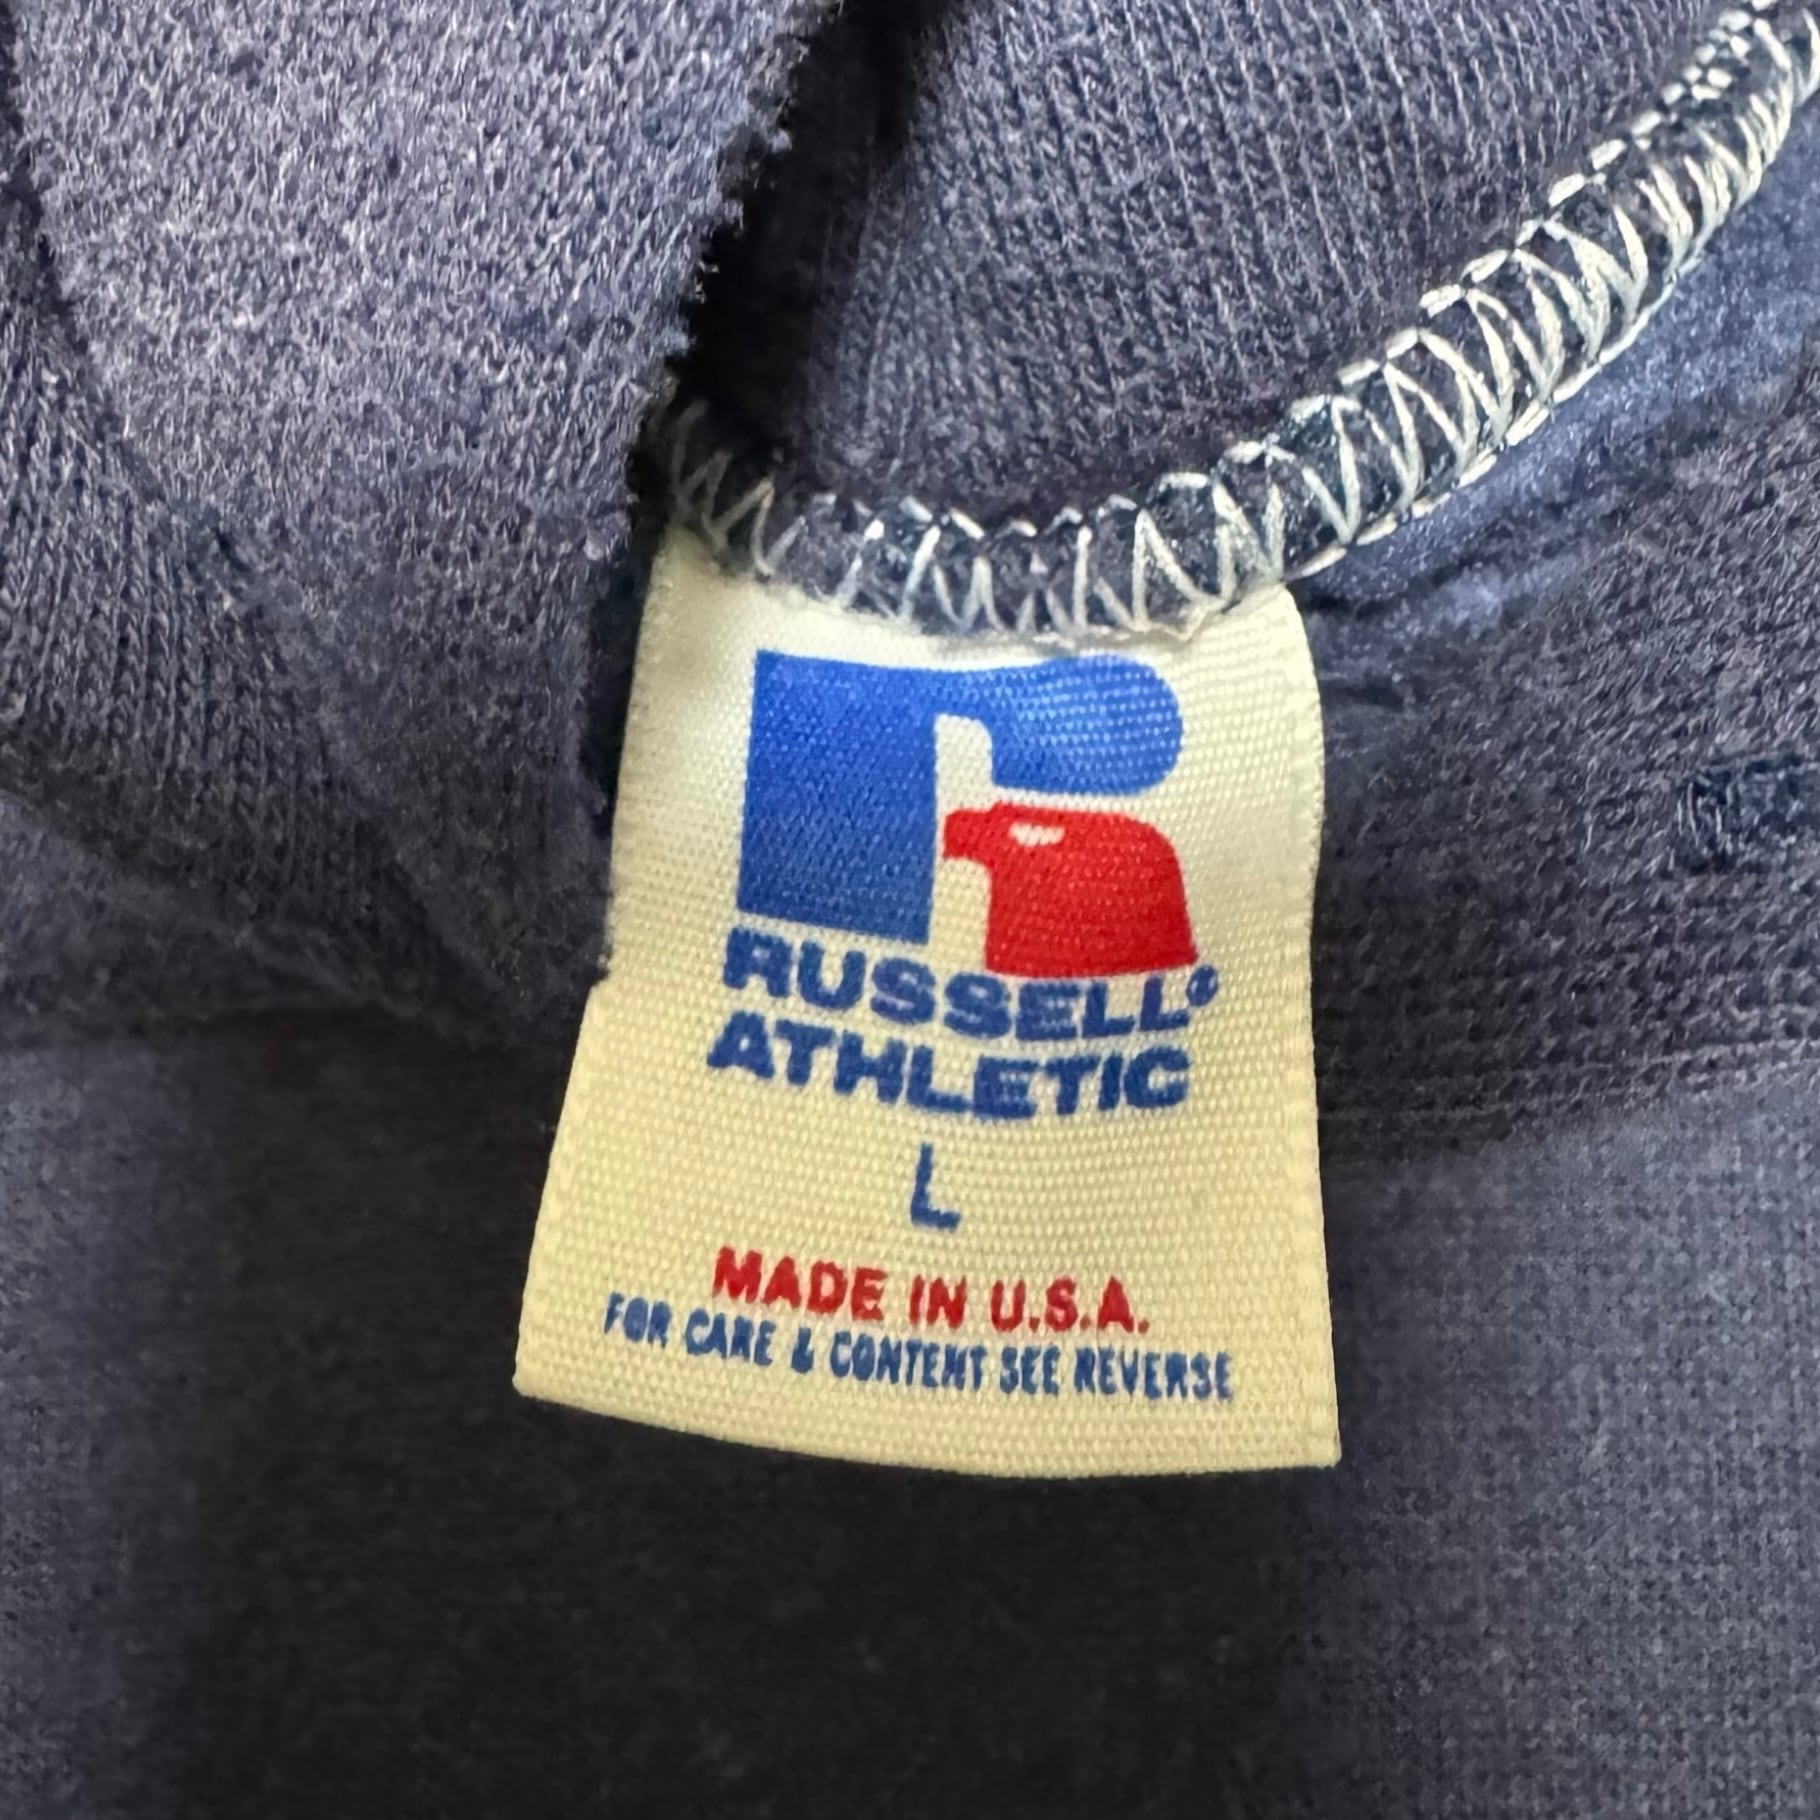 R
RUSSELL®
ATHLETIC
L
MADE IN U.S.A.
FOR CARE & CONTENT SEE REVERSE